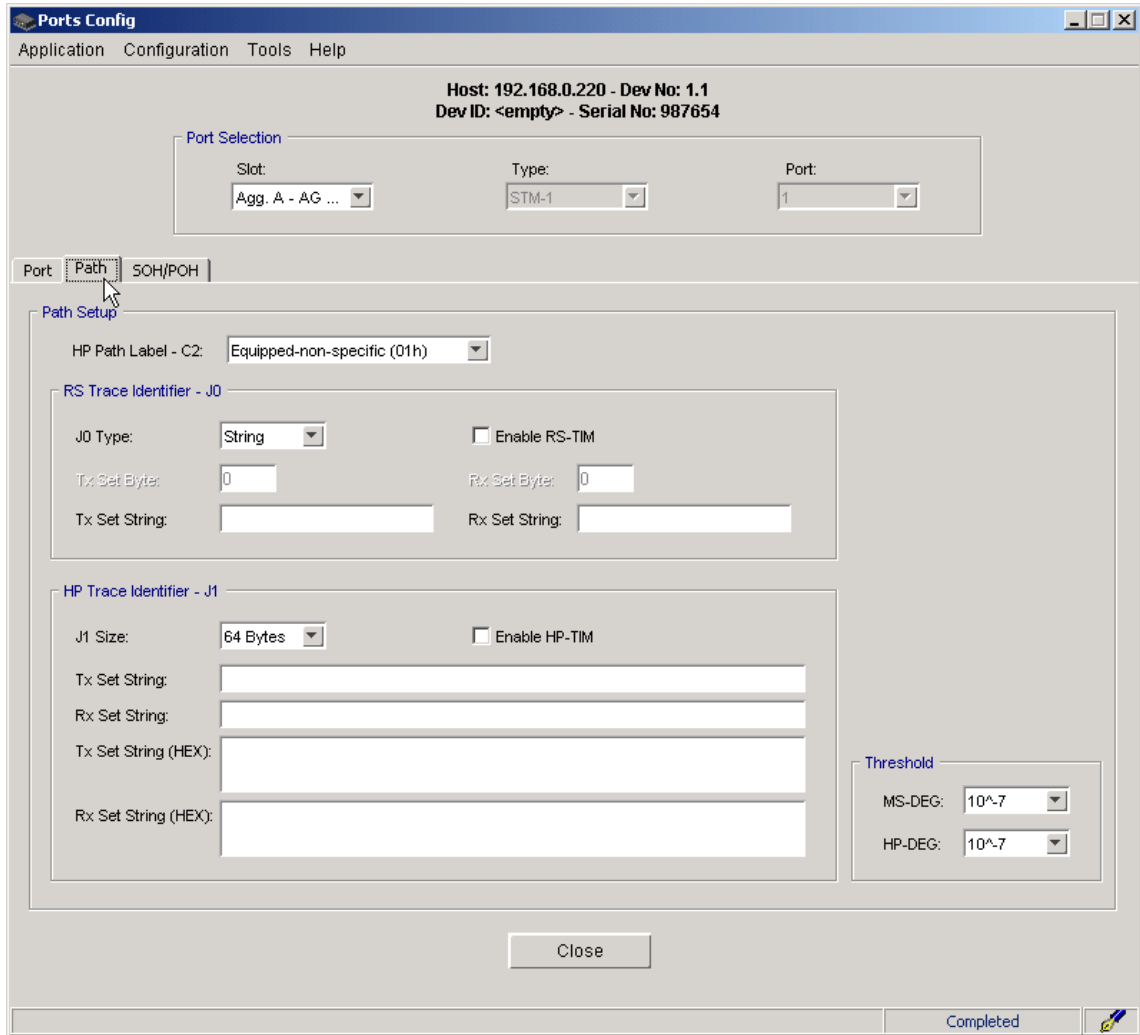 Ports Config
Application Configuration Tools Help
Host: 192.168.0.220 - Dev No: 1.1
Dev ID: <empty> - Serial No: 987654
Port Selection
Slot: Type: Port:
Agg. A - AG ... STM-1 1
Port Path SOH/POH
Path Setup
HP Path Label - C2: Equipped-non-specific (01h)
RS Trace Identifier - J0
J0 Type: String Enable RS-TIM
Tx Set Byte: 0 Rx Set Byte: 0
Tx Set String: Rx Set String:
HP Trace Identifier - J1
J1 Size: 64 Bytes Enable HP-TIM
Tx Set String:
Rx Set String:
Tx Set String (HEX):
Rx Set String (HEX):
Threshold
MS-DEG: 10^-7
HP-DEG: 10^-7
Close
Completed